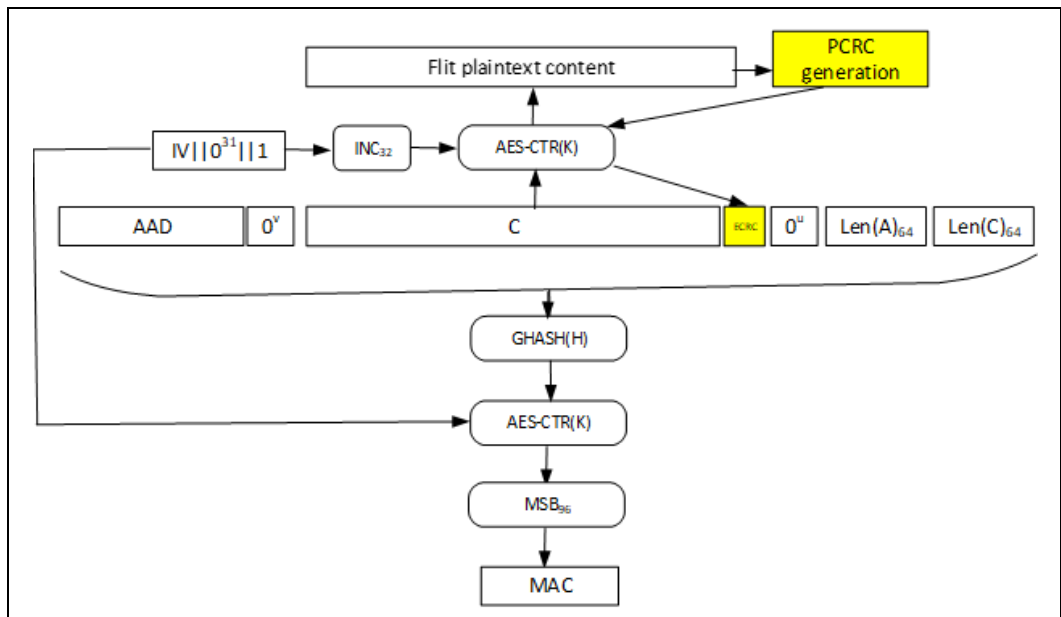 Flit plaintext content
PCRC
generation
IV||0³¹||1
INC₃₂
AES-CTR(K)
AAD
0ᵛ
C
ECRC
0ᵘ
Len(A)₆₄
Len(C)₆₄
GHASH(H)
AES-CTR(K)
MSB₉₆
MAC